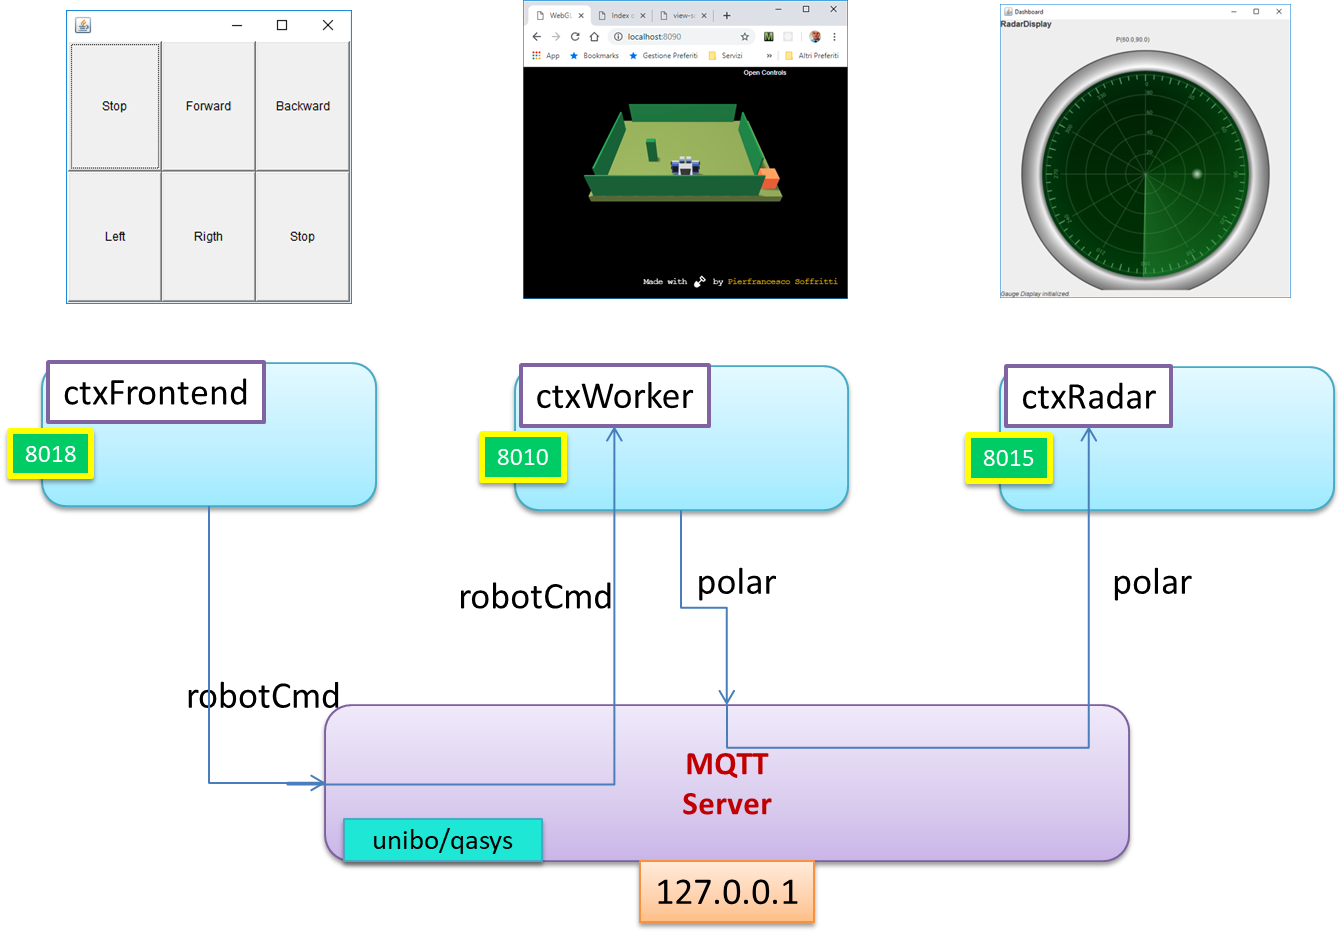 Stop
Forward
Backward
Left
Rigth
Stop
WebGL
Index o
view-s
localhost:8090
App
Bookmarks
Gestione Preferiti
Servizi
»
Altri Preferiti
Open Controls
Made with by Pierfrancesco Soffritti
Dashboard
RadarDisplay
P(60.0,90.0)
Gauge Display initialized
ctxFrontend
8018
ctxWorker
8010
ctxRadar
8015
robotCmd
polar
polar
robotCmd
MQTT
Server
unibo/qasys
127.0.0.1